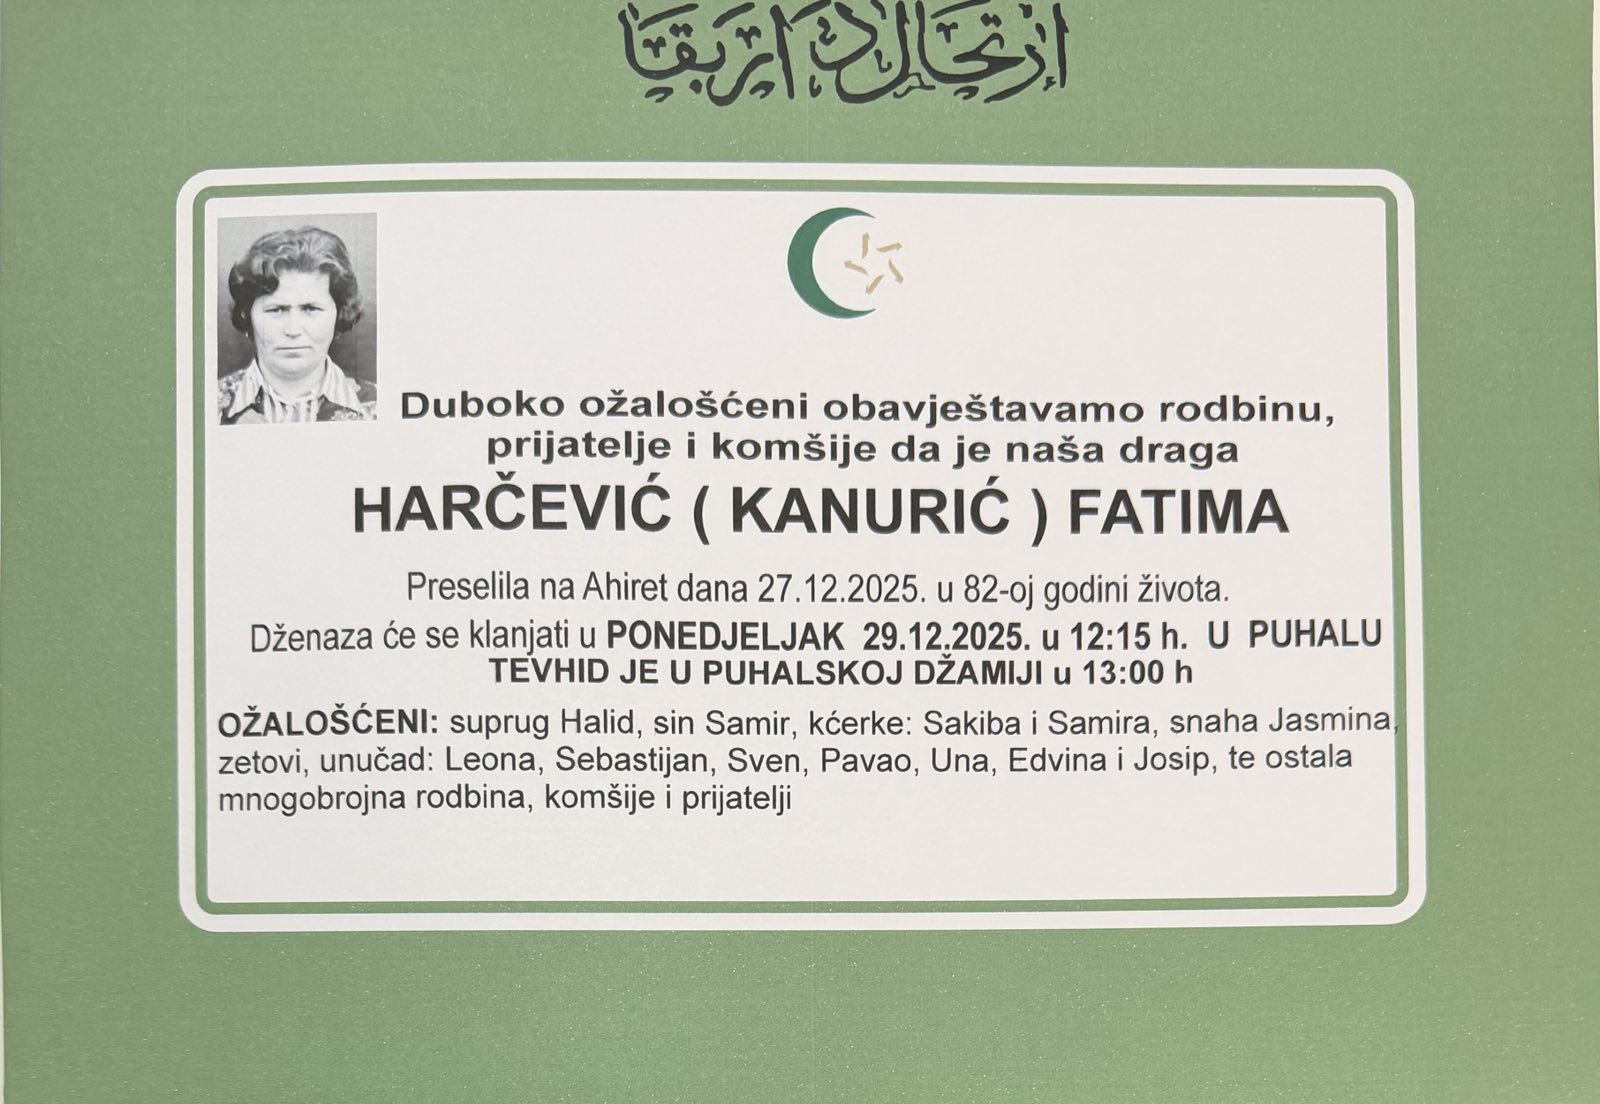 ارتحال دار بقا
Duboko ožalošćeni obavještavamo rodbinu,
prijatelje i komšije da je naša draga
HARČEVIĆ ( KANURIĆ ) FATIMA
Preselila na Ahiret dana 27.12.2025. u 82-oj godini života.
Dženaza će se klanjati u PONEDJELJAK 29.12.2025. u 12:15 h. U PUHALU
TEVHID JE U PUHALSKOJ DŽAMIJI u 13:00 h
OŽALOŠĆENI: suprug Halid, sin Samir, kćerke: Sakiba i Samira, snaha Jasmina,
zetovi, unučad: Leona, Sebastijan, Sven, Pavao, Una, Edvina i Josip, te ostala
mnogobrojna rodbina, komšije i prijatelji